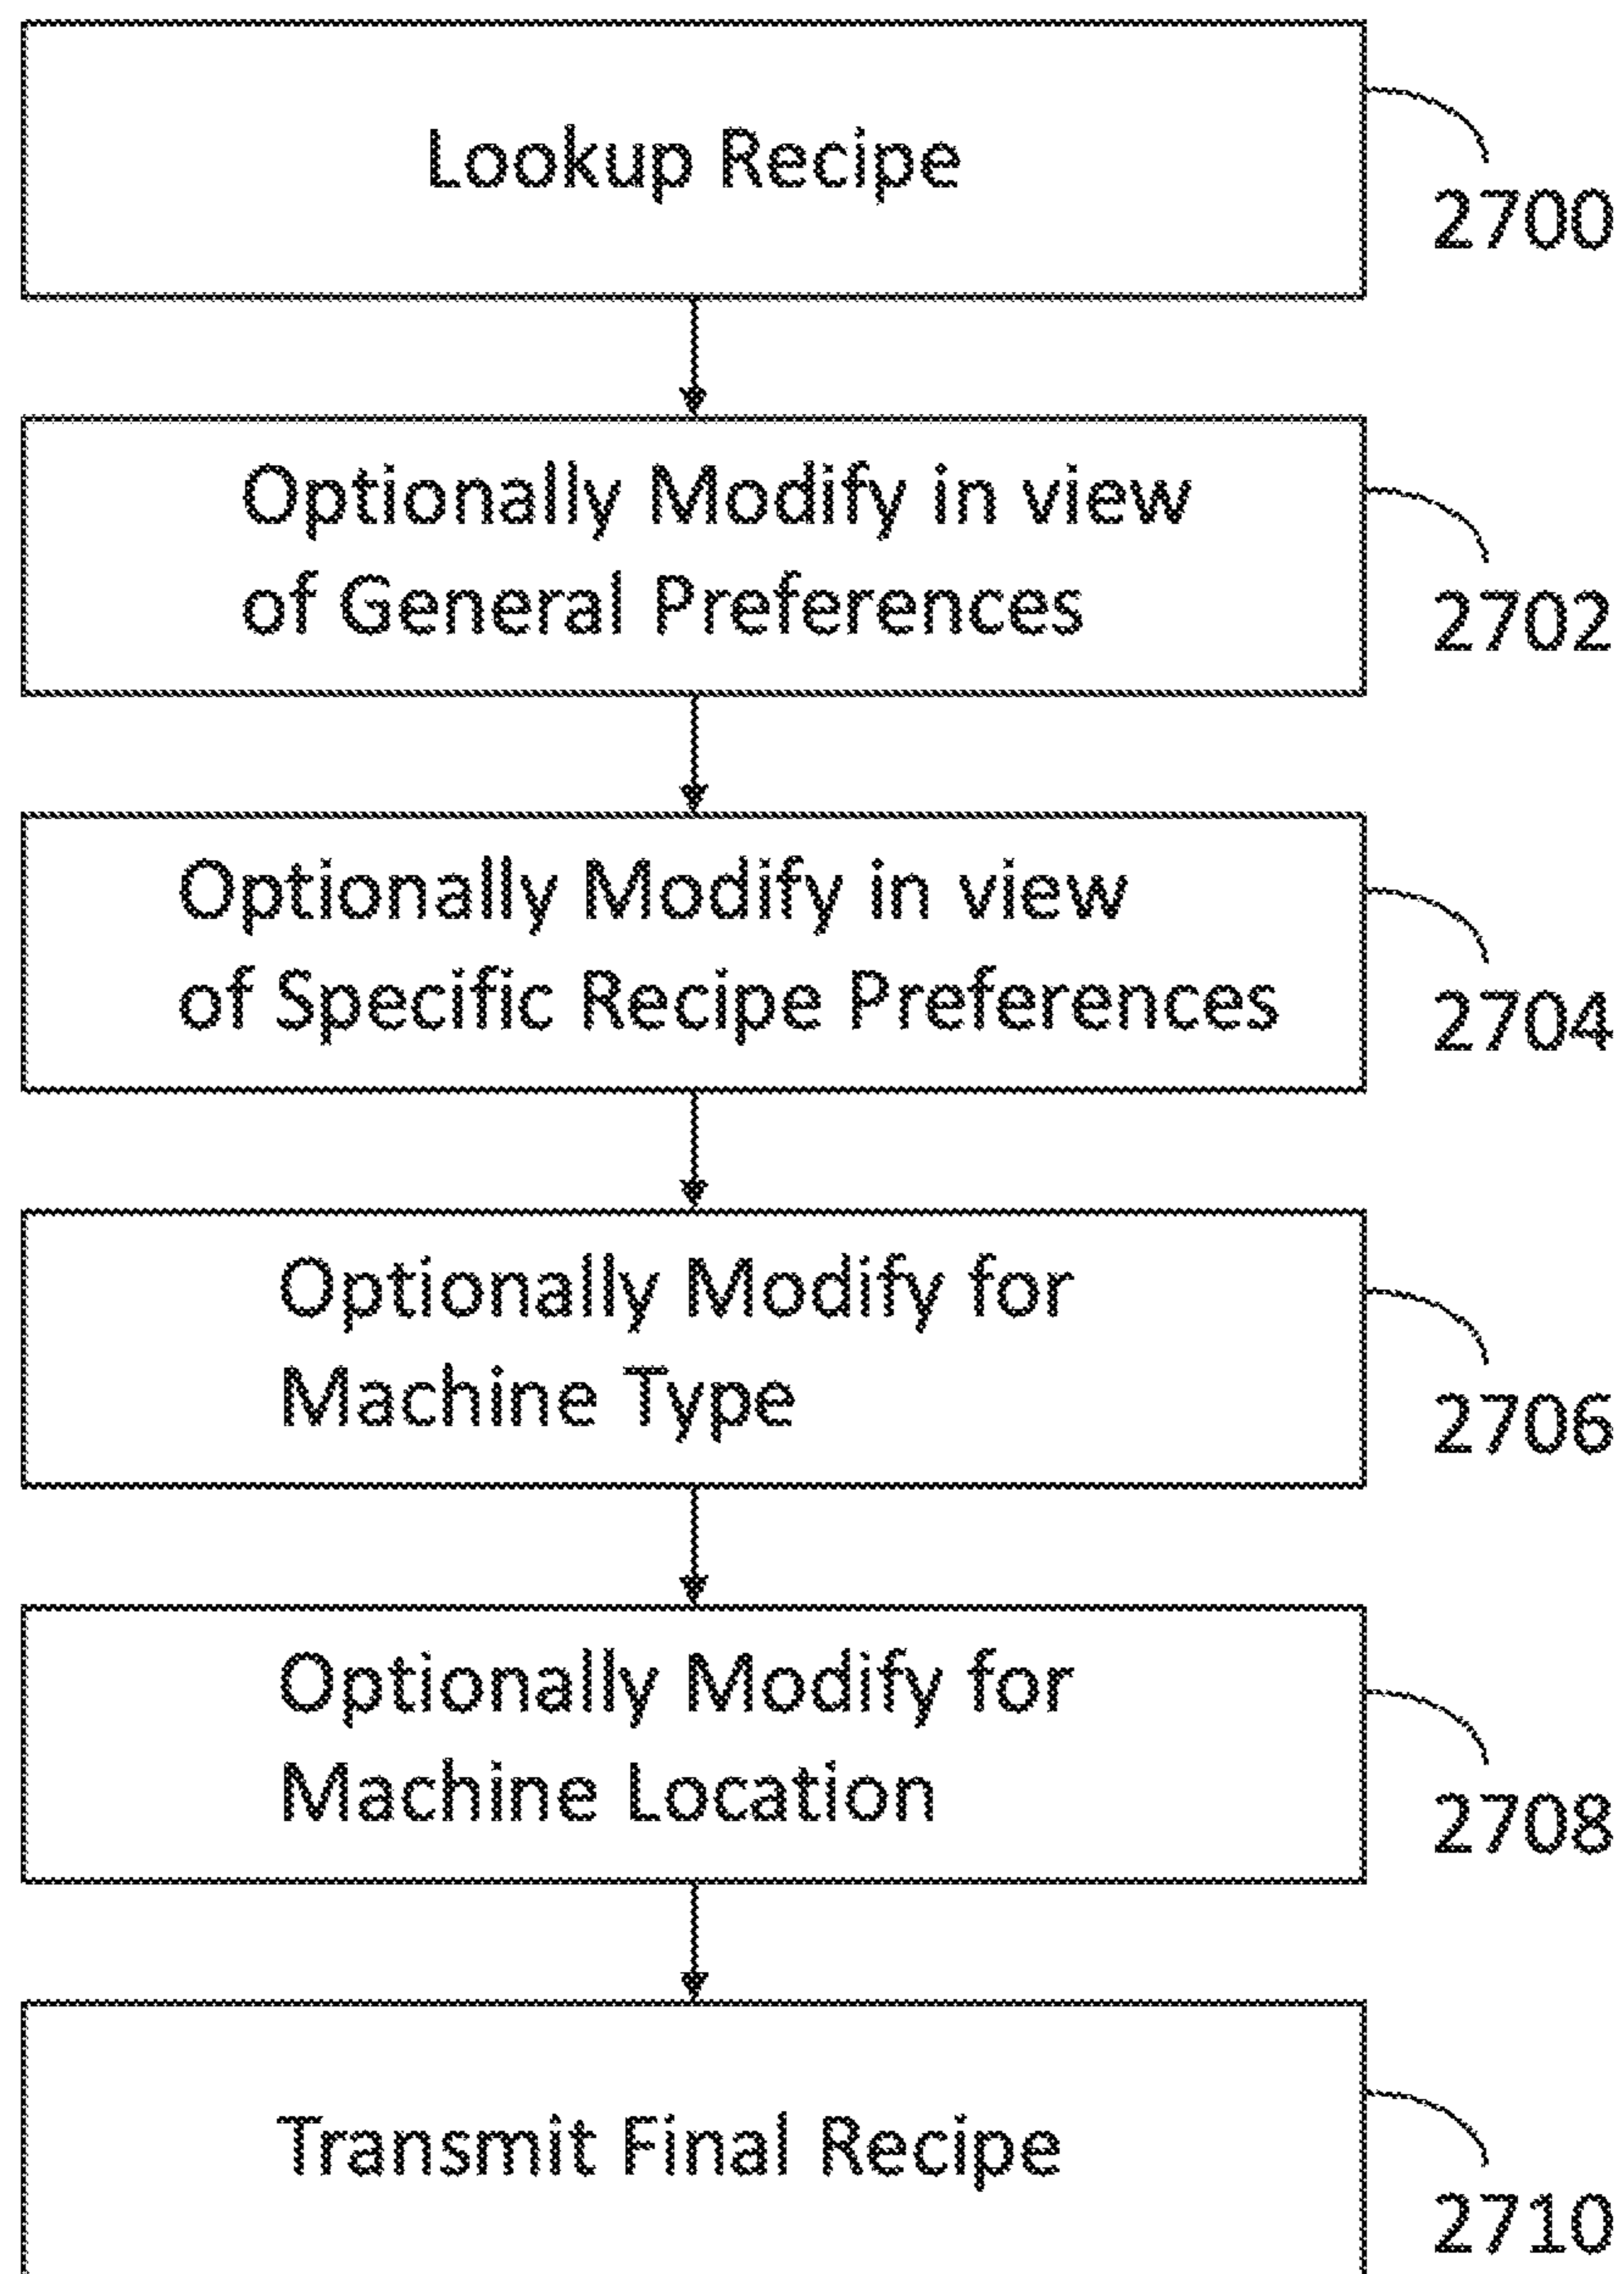 Lookup Recipe
2700
Optionally Modify in view
of General Preferences
2702
Optionally Modify in view
of Specific Recipe Preferences
2704
Optionally Modify for
Machine Type
2706
Optionally Modify for
Machine Location
2708
Transmit Final Recipe
2710